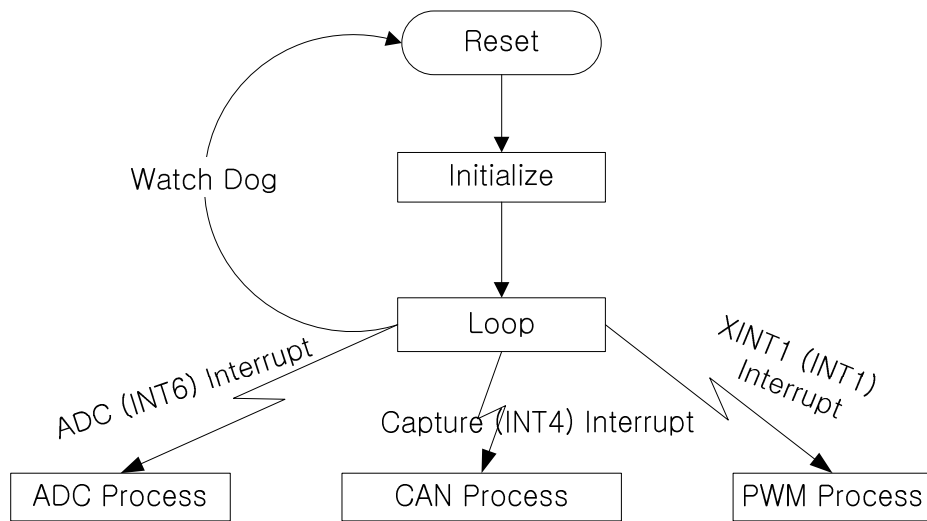 Reset
Watch Dog
Initialize
Loop
ADC (INT6) Interrupt
Capture (INT4) Interrupt
XINT1 (INT1)
Interrupt
ADC Process
CAN Process
PWM Process